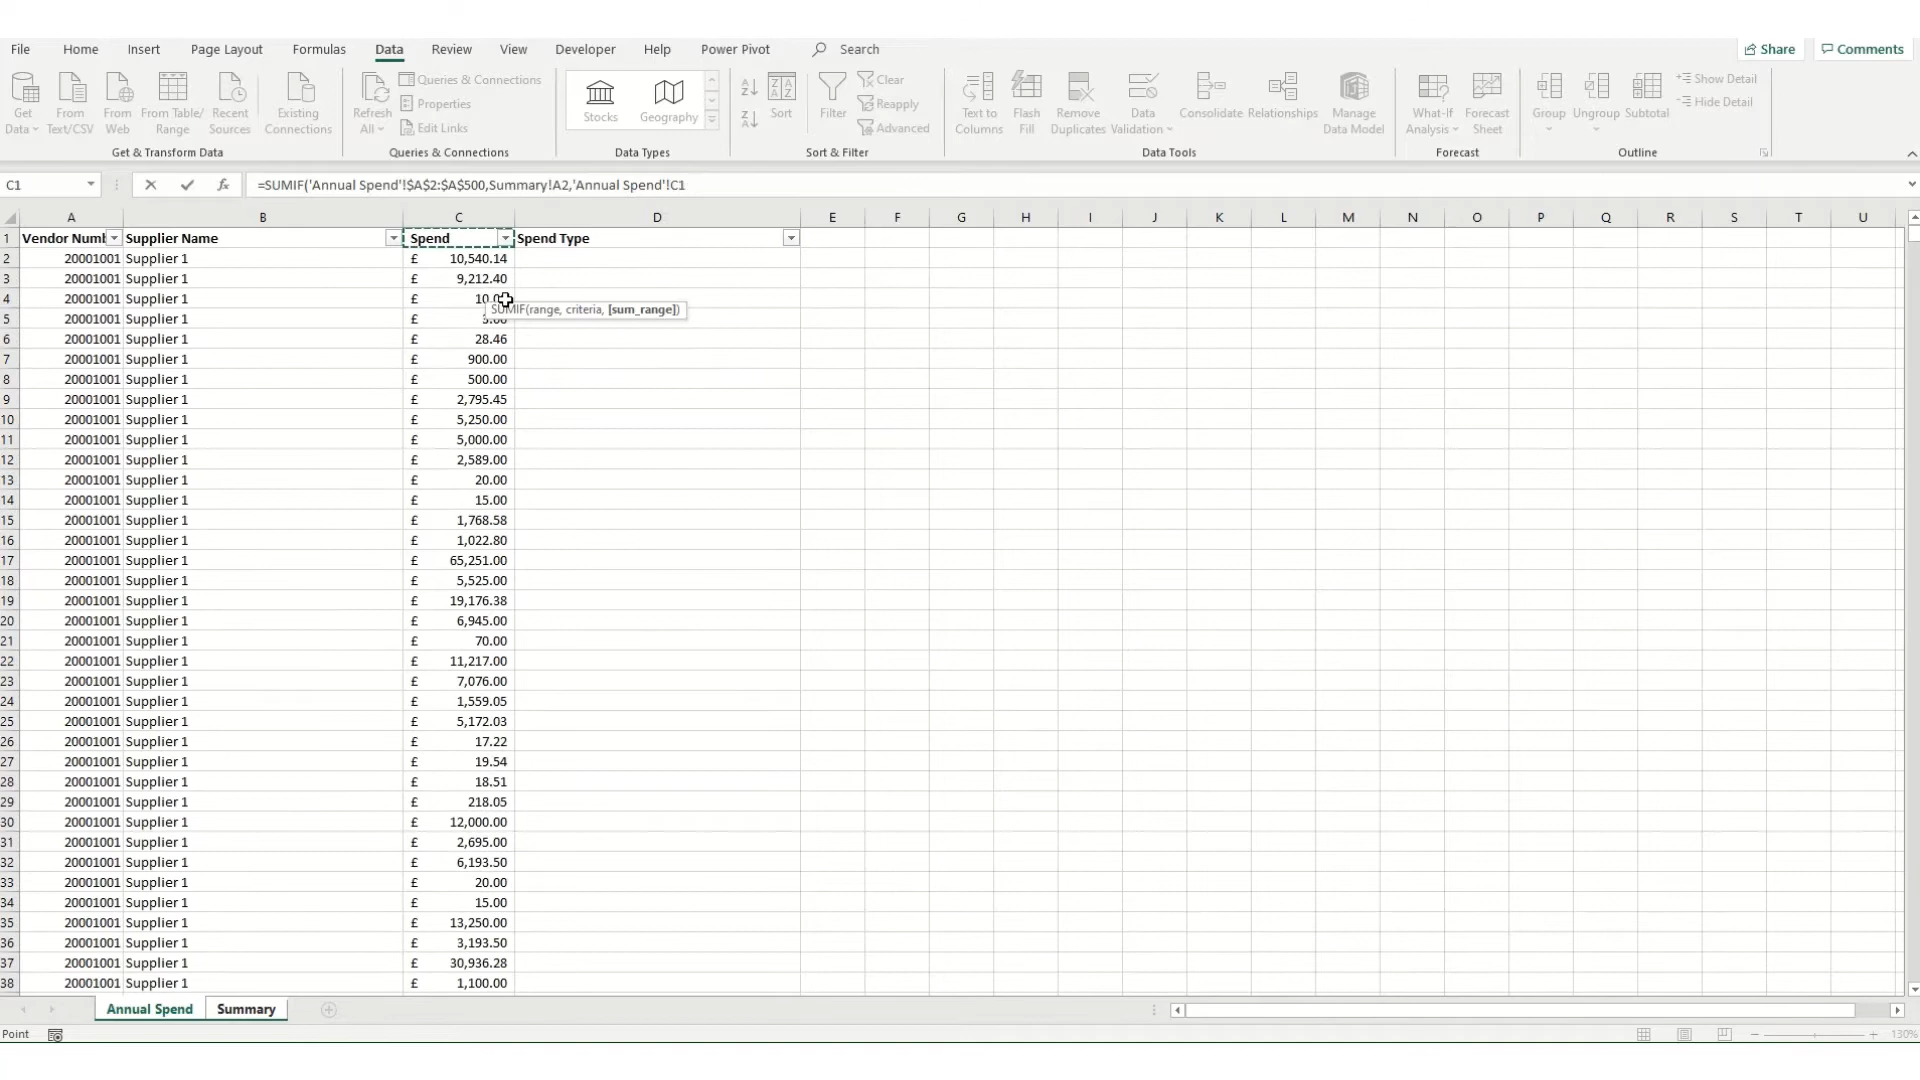 File Home Insert Page Layout Formulas Data Review View Developer Help Power Pivot Search Share Comments
Get Data From Text/CSV From Web From Table/ Range Recent Sources Existing Connections Refresh All Queries & Connections Properties Edit Links Stocks Geography Sort Filter Clear Reapply Advanced Text to Columns Flash Fill Remove Duplicates Data Validation Consolidate Relationships Manage Data Model What-If Analysis Forecast Sheet Group Ungroup Subtotal Show Detail Hide Detail
Get & Transform Data Queries & Connections Data Types Sort & Filter Data Tools Forecast Outline
C1 fx =SUMIF('Annual Spend'!$A$2:$A$500,Summary!A2,'Annual Spend'!C1
A B C D E F G H I J K L M N O P Q R S T U
1 Vendor Numb Supplier Name Spend Spend Type
2 20001001 Supplier 1 £ 10,540.14
3 20001001 Supplier 1 £ 9,212.40
4 20001001 Supplier 1 £
SUMIF(range, criteria, [sum_range])
5 20001001 Supplier 1 £
6 20001001 Supplier 1 £ 28.46
7 20001001 Supplier 1 £ 900.00
8 20001001 Supplier 1 £ 500.00
9 20001001 Supplier 1 £ 2,795.45
10 20001001 Supplier 1 £ 5,250.00
11 20001001 Supplier 1 £ 5,000.00
12 20001001 Supplier 1 £ 2,589.00
13 20001001 Supplier 1 £ 20.00
14 20001001 Supplier 1 £ 15.00
15 20001001 Supplier 1 £ 1,768.58
16 20001001 Supplier 1 £ 1,022.80
17 20001001 Supplier 1 £ 65,251.00
18 20001001 Supplier 1 £ 5,525.00
19 20001001 Supplier 1 £ 19,176.38
20 20001001 Supplier 1 £ 6,945.00
21 20001001 Supplier 1 £ 70.00
22 20001001 Supplier 1 £ 11,217.00
23 20001001 Supplier 1 £ 7,076.00
24 20001001 Supplier 1 £ 1,559.05
25 20001001 Supplier 1 £ 5,172.03
26 20001001 Supplier 1 £ 17.22
27 20001001 Supplier 1 £ 19.54
28 20001001 Supplier 1 £ 18.51
29 20001001 Supplier 1 £ 218.05
30 20001001 Supplier 1 £ 12,000.00
31 20001001 Supplier 1 £ 2,695.00
32 20001001 Supplier 1 £ 6,193.50
33 20001001 Supplier 1 £ 20.00
34 20001001 Supplier 1 £ 15.00
35 20001001 Supplier 1 £ 13,250.00
36 20001001 Supplier 1 £ 3,193.50
37 20001001 Supplier 1 £ 30,936.28
38 20001001 Supplier 1 £ 1,100.00
Annual Spend Summary
Point 130%